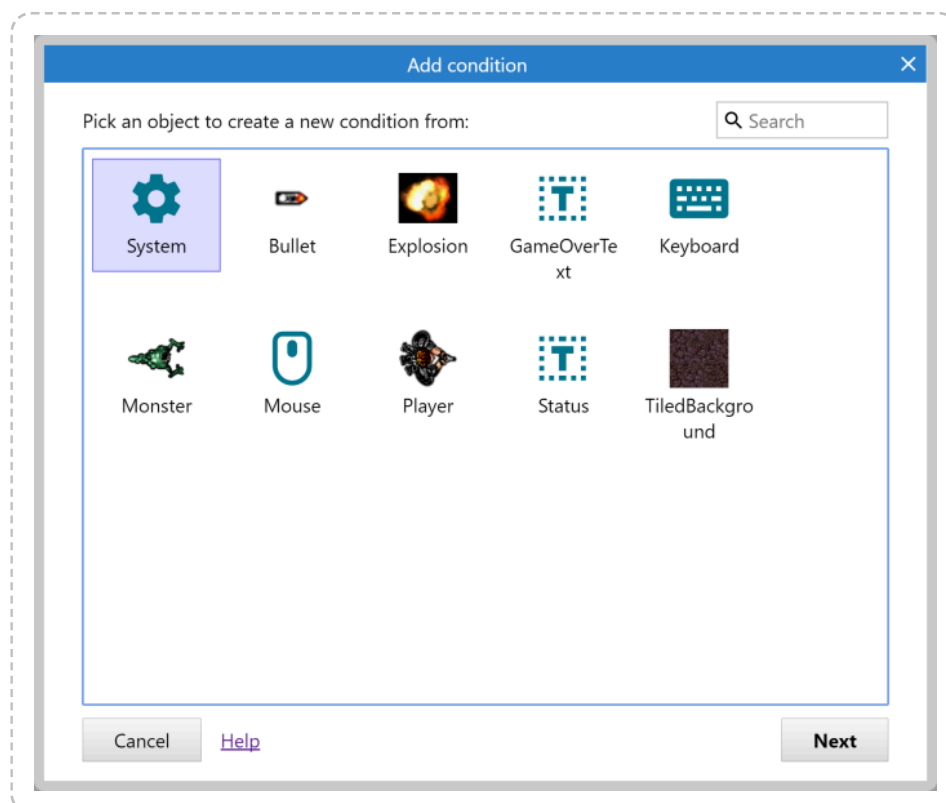 Add condition
Pick an object to create a new condition from:
Search
System
Bullet
Explosion
GameOverTe
xt
Keyboard
Monster
Mouse
Player
Status
TiledBackgro
und
Cancel
Help
Next